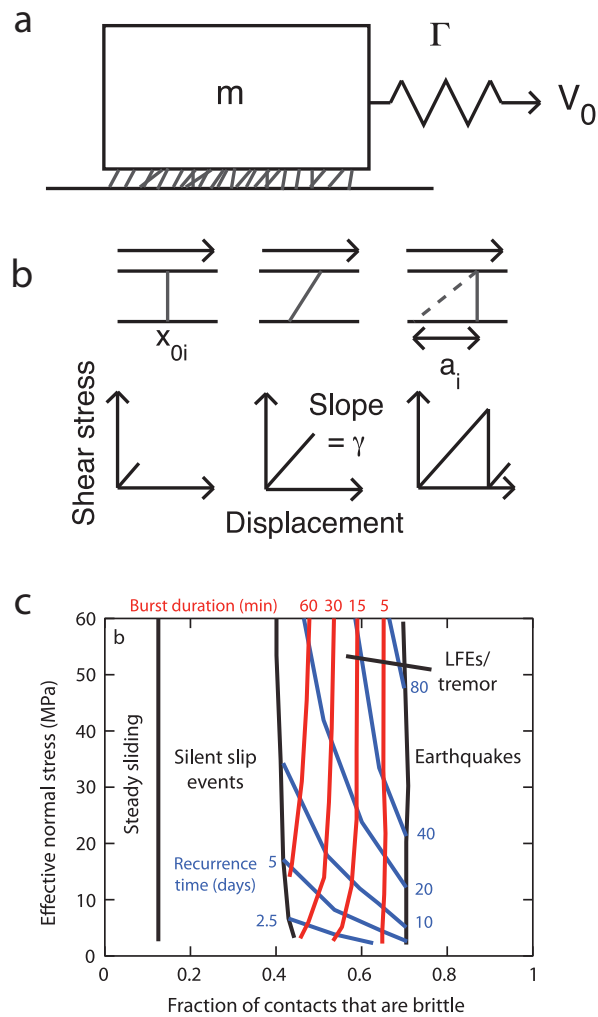 a
Γ
m
V0
b
x0i
ai
Shear stress
Slope
= γ
Displacement
c
Burst duration (min) 60 30 15 5
b
60
50
40
30
20
10
0
Effective normal stress (MPa)
Steady sliding
Silent slip
events
LFEs/
tremor
Earthquakes
Recurrence
time (days)
80
40
20
10
5
2.5
0 0.2 0.4 0.6 0.8 1
Fraction of contacts that are brittle